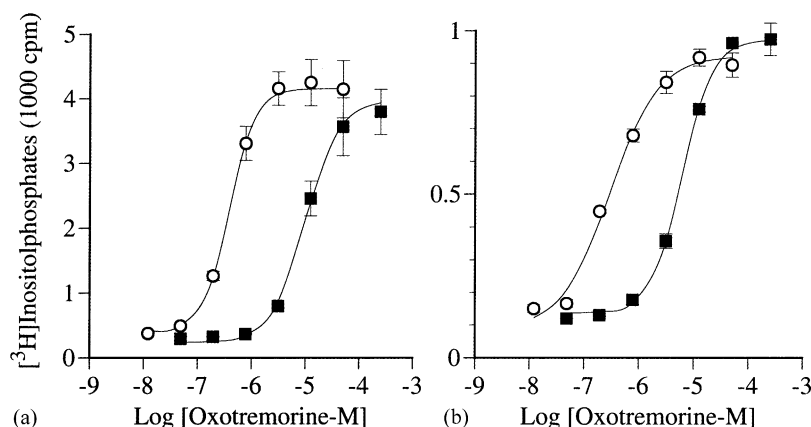 [³H]Inositolphosphates (1000 cpm)
5
4
3
2
1
0
-9 -8 -7 -6 -5 -4 -3
(a) Log [Oxotremorine-M]
1
0.5
0
-9 -8 -7 -6 -5 -4 -3
(b) Log [Oxotremorine-M]